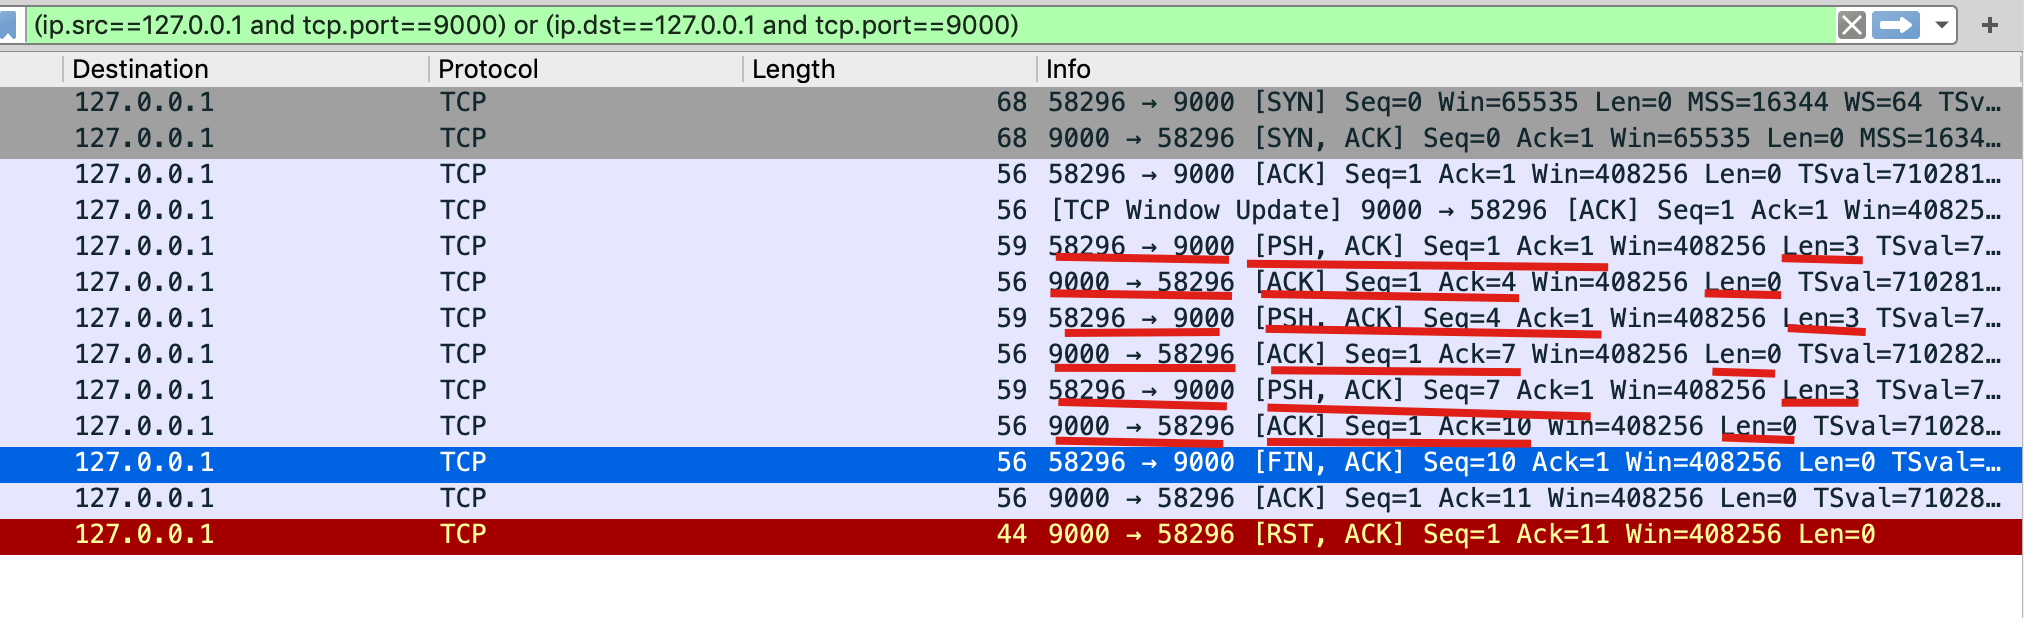 (ip.src==127.0.0.1 and tcp.port==9000) or (ip.dst==127.0.0.1 and tcp.port==9000)
Destination Protocol Length Info
127.0.0.1 TCP 68 58296 → 9000 [SYN] Seq=0 Win=65535 Len=0 MSS=16344 WS=64 TSv…
127.0.0.1 TCP 68 9000 → 58296 [SYN, ACK] Seq=0 Ack=1 Win=65535 Len=0 MSS=1634…
127.0.0.1 TCP 56 58296 → 9000 [ACK] Seq=1 Ack=1 Win=408256 Len=0 TSval=710281…
127.0.0.1 TCP 56 [TCP Window Update] 9000 → 58296 [ACK] Seq=1 Ack=1 Win=40825…
127.0.0.1 TCP 59 58296 → 9000 [PSH, ACK] Seq=1 Ack=1 Win=408256 Len=3 TSval=7…
127.0.0.1 TCP 56 9000 → 58296 [ACK] Seq=1 Ack=4 Win=408256 Len=0 TSval=710281…
127.0.0.1 TCP 59 58296 → 9000 [PSH, ACK] Seq=4 Ack=1 Win=408256 Len=3 TSval=7…
127.0.0.1 TCP 56 9000 → 58296 [ACK] Seq=1 Ack=7 Win=408256 Len=0 TSval=710282…
127.0.0.1 TCP 59 58296 → 9000 [PSH, ACK] Seq=7 Ack=1 Win=408256 Len=3 TSval=7…
127.0.0.1 TCP 56 9000 → 58296 [ACK] Seq=1 Ack=10 Win=408256 Len=0 TSval=71028…
127.0.0.1 TCP 56 58296 → 9000 [FIN, ACK] Seq=10 Ack=1 Win=408256 Len=0 TSval=…
127.0.0.1 TCP 56 9000 → 58296 [ACK] Seq=1 Ack=11 Win=408256 Len=0 TSval=71028…
127.0.0.1 TCP 44 9000 → 58296 [RST, ACK] Seq=1 Ack=11 Win=408256 Len=0